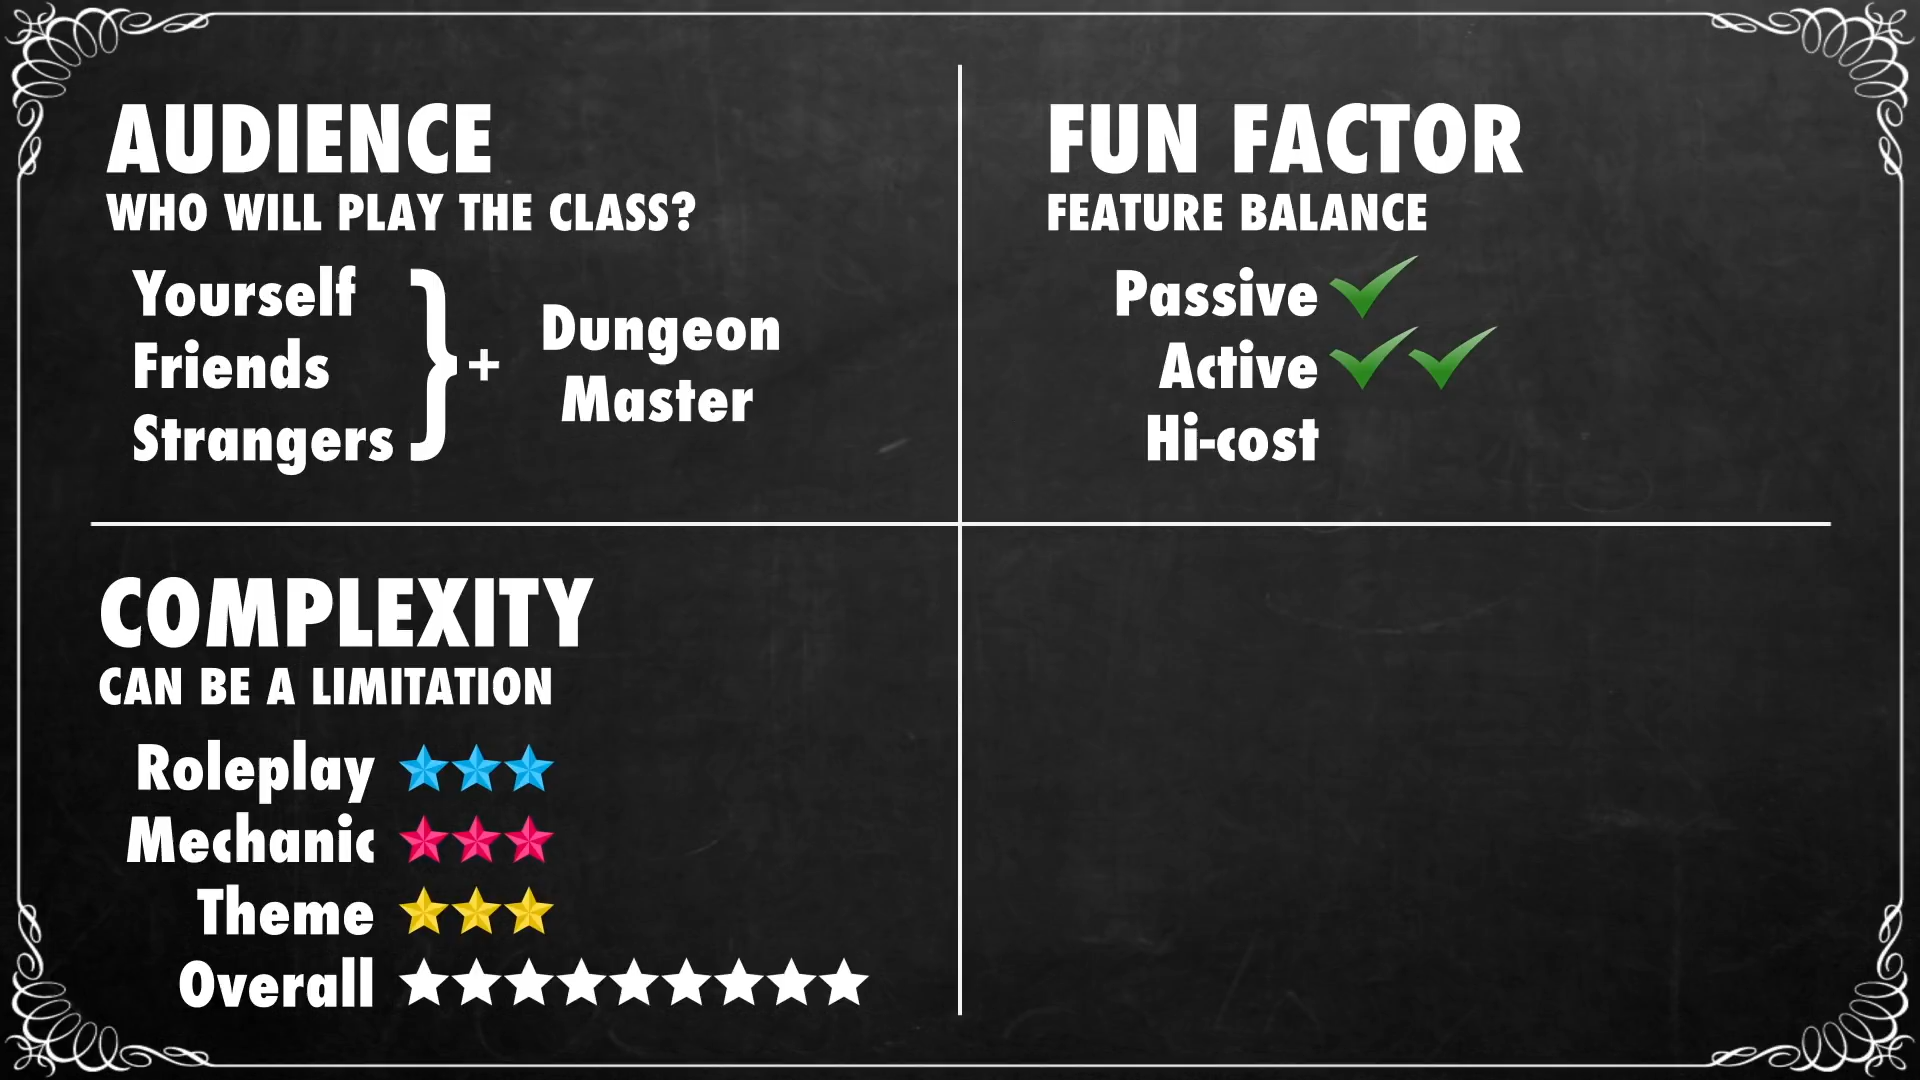 AUDIENCE
WHO WILL PLAY THE CLASS?
Yourself
Friends
Strangers
} +
Dungeon
Master
FUN FACTOR
FEATURE BALANCE
Passive
Active
Hi-cost
COMPLEXITY
CAN BE A LIMITATION
Roleplay
Mechanic
Theme
Overall